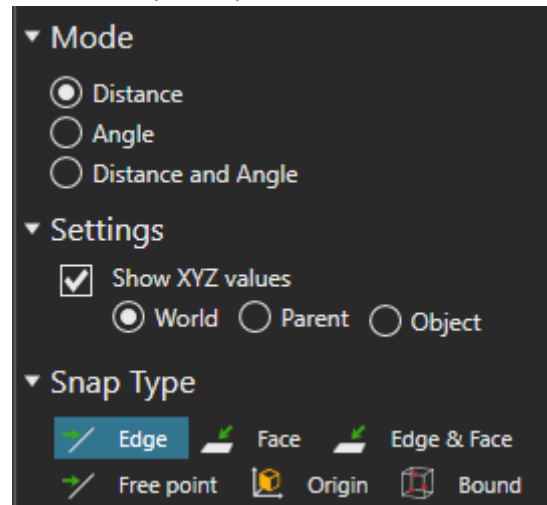 Mode
Distance
Angle
Distance and Angle
Settings
Show XYZ values
World Parent Object
Snap Type
Edge Face Edge & Face
Free point Origin Bound